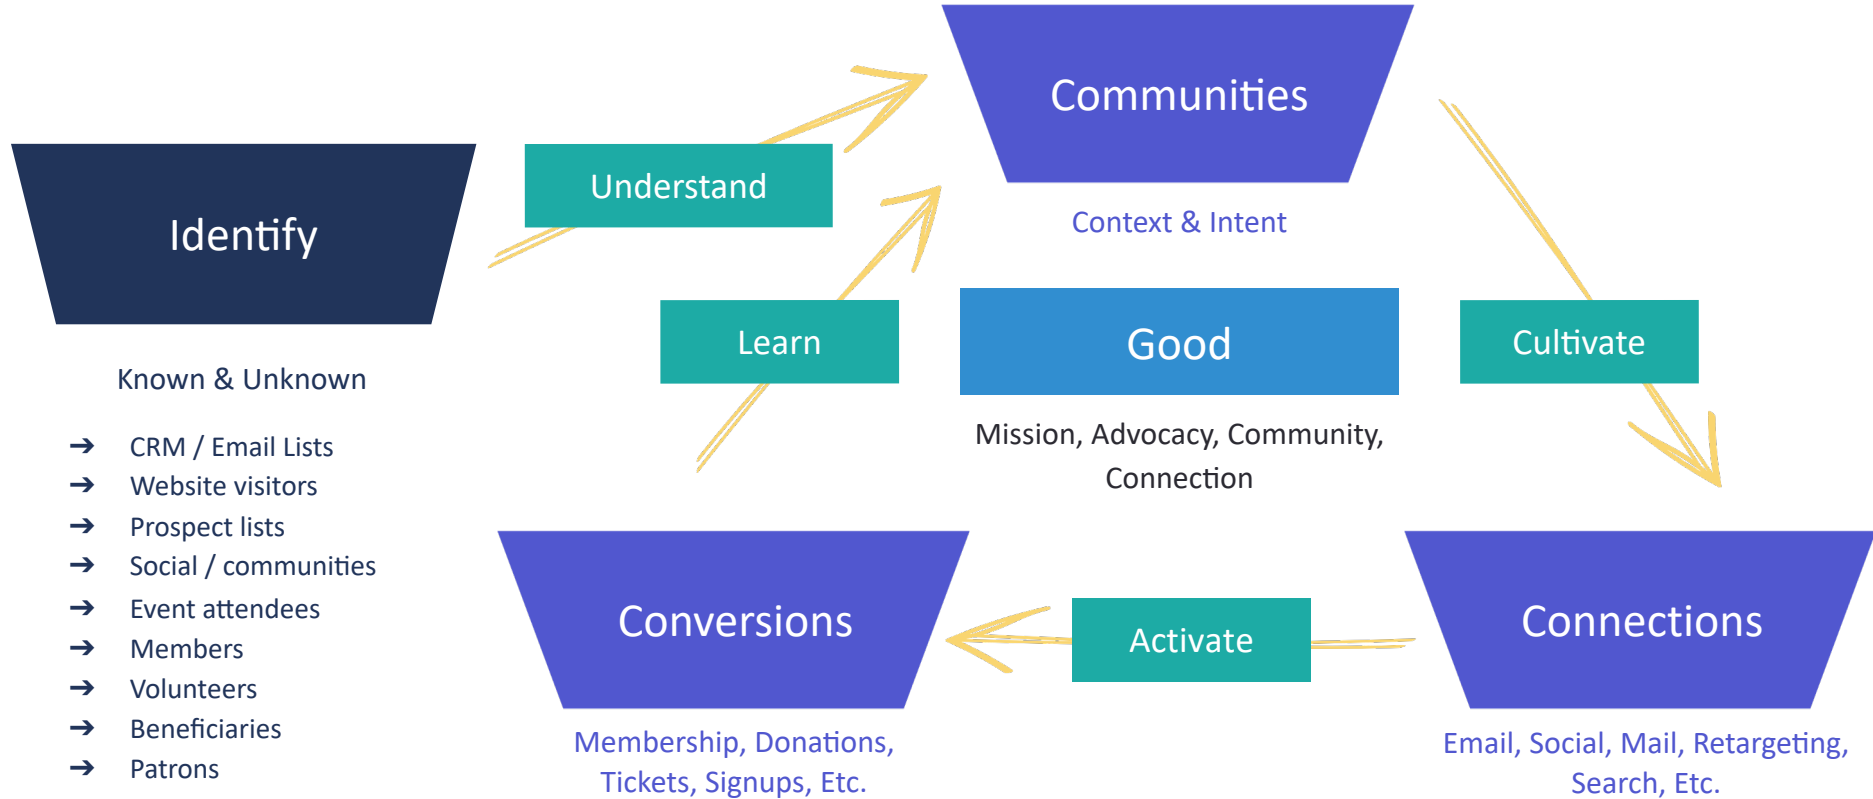 Identify
Known & Unknown
➔ CRM / Email Lists
➔ Website visitors
➔ Prospect lists
➔ Social / communities
➔ Event attendees
➔ Members
➔ Volunteers
➔ Beneficiaries
➔ Patrons
Understand
Communities
Context & Intent
Learn
Good
Mission, Advocacy, Community,
Connection
Cultivate
Conversions
Membership, Donations,
Tickets, Signups, Etc.
Activate
Connections
Email, Social, Mail, Retargeting,
Search, Etc.